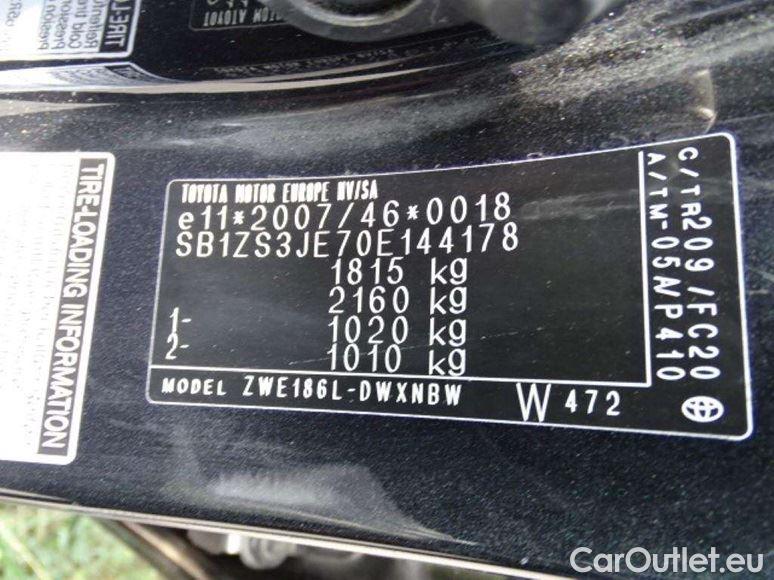 TOYOTA MOTOR EUROPE NV/SA
e11*2007/46*0018
SB1ZS3JE70E144178
1815 kg
2160 kg
1- 1020 kg
2- 1010 kg
MODEL ZWE186L-DWXNBW
W472
C/TR209/FC20
A/TM-05A/P410
TIRE-LOADING INFORMATION
CarOutlet.eu